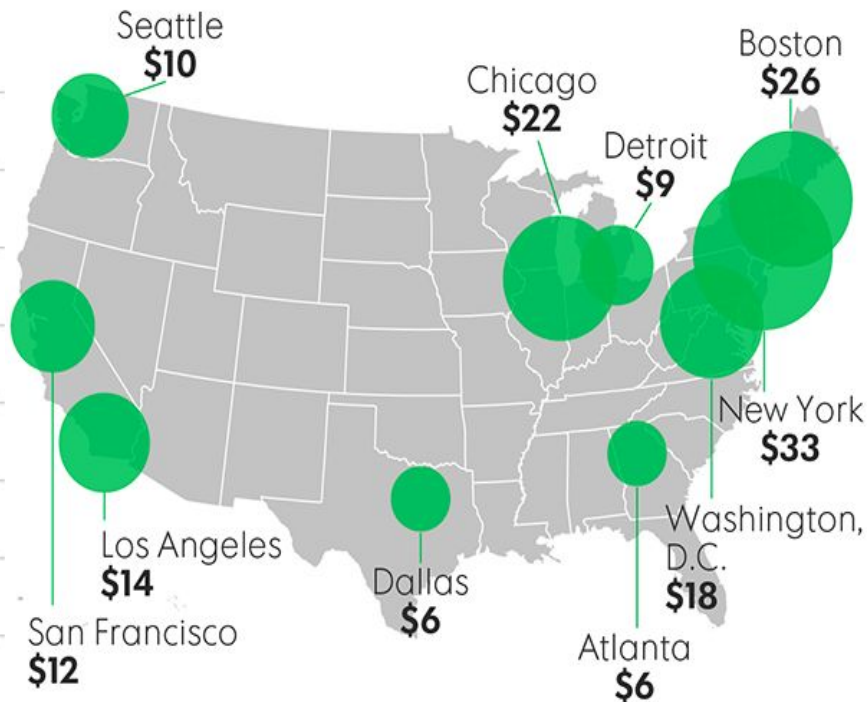 Seattle
$10
Chicago
$22
Detroit
$9
Boston
$26
New York
$33
Washington,
D.C.
$18
Atlanta
$6
Dallas
$6
Los Angeles
$14
San Francisco
$12